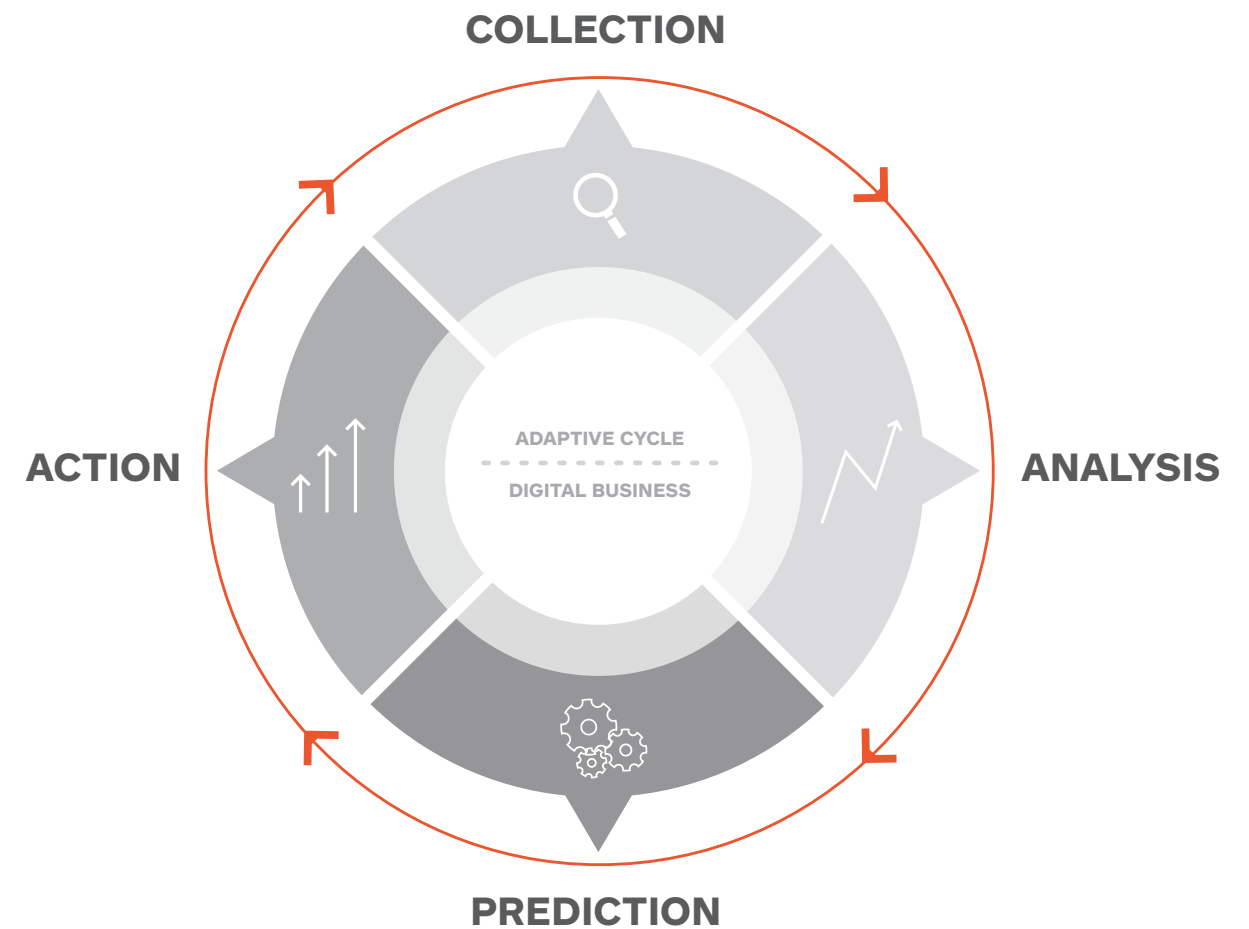 COLLECTION
ADAPTIVE CYCLE
DIGITAL BUSINESS
ACTION
ANALYSIS
PREDICTION